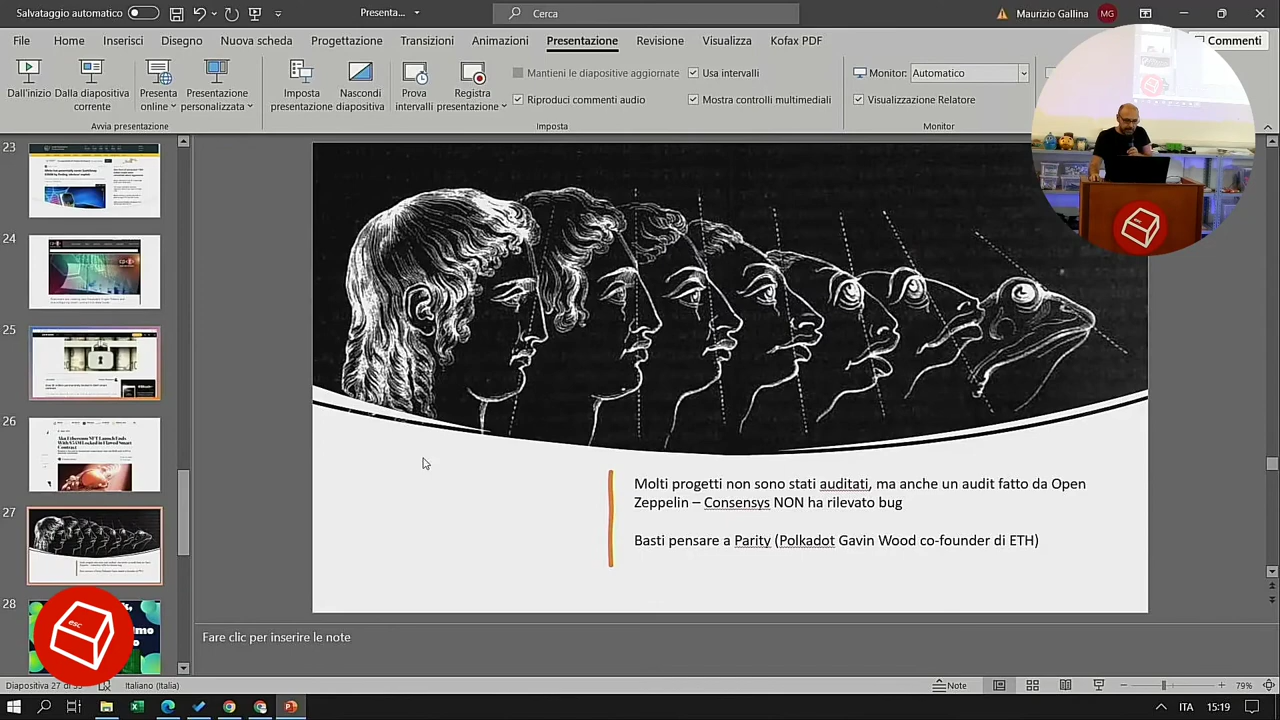 Salvataggio automatico
Presenta...
Cerca
Maurizio Gallina
MG
File
Home
Inserisci
Disegno
Nuova scheda
Progettazione
Transizioni
Animazioni
Presentazione
Revisione
Visualizza
Kofax PDF
Commenti
Dall'inizio
Dalla diapositiva corrente
Presenta online
Presentazione personalizzata
Avvia presentazione
Imposta presentazione
Nascondi diapositiva
Prova intervalli
Registra presentazione
Mantieni le diapositive aggiornate
Usa intervalli
Riproduci commenti audio
Mostra controlli multimediali
Imposta
Monitor:
Automatico
Visualizzazione Relatore
Monitor
23
24
25
26
27
28
Molti progetti non sono stati auditati, ma anche un audit fatto da Open
Zeppelin – Consensys NON ha rilevato bug
Basti pensare a Parity (Polkadot Gavin Wood co-founder di ETH)
esc
Fare clic per inserire le note
Diapositiva 27 di
Italiano (Italia)
Note
79%
ITA
15:19